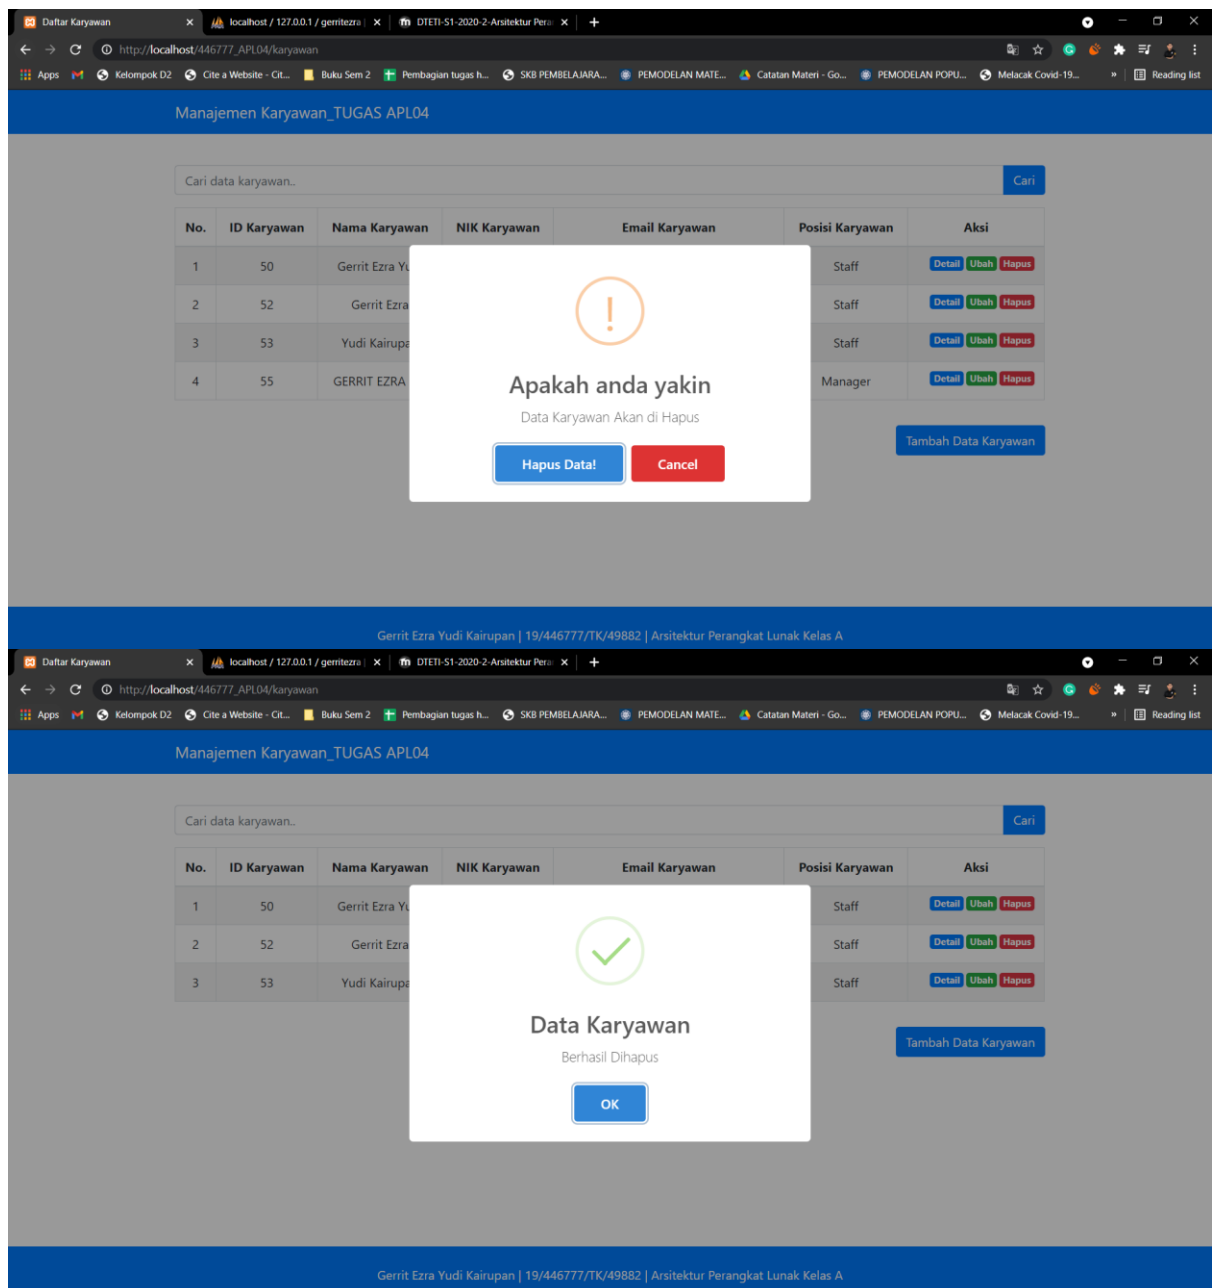 Daftar Karyawan
localhost / 127.0.0.1 / gerritezra |
DTETI-S1-2020-2-Arsitektur Pera
http://localhost/446777_APL04/karyawan
Apps Kelompok D2 Cite a Website - Cit... Buku Sem 2 Pembagian tugas h... SKB PEMBELAJARA... PEMODELAN MATE... Catatan Materi - Go... PEMODELAN POPU... Melacak Covid-19... » Reading list
Manajemen Karyawan_TUGAS APL04
Cari data karyawan.. Cari
No. ID Karyawan Nama Karyawan NIK Karyawan Email Karyawan Posisi Karyawan Aksi
1 50 Gerrit Ezra Yu Staff Detail Ubah Hapus
2 52 Gerrit Ezra Staff Detail Ubah Hapus
3 53 Yudi Kairupa Staff Detail Ubah Hapus
4 55 GERRIT EZRA Manager Detail Ubah Hapus
!
Apakah anda yakin
Data Karyawan Akan di Hapus
Hapus Data! Cancel
Tambah Data Karyawan
Gerrit Ezra Yudi Kairupan | 19/446777/TK/49882 | Arsitektur Perangkat Lunak Kelas A
Daftar Karyawan
localhost / 127.0.0.1 / gerritezra |
DTETI-S1-2020-2-Arsitektur Pera
http://localhost/446777_APL04/karyawan
Apps Kelompok D2 Cite a Website - Cit... Buku Sem 2 Pembagian tugas h... SKB PEMBELAJARA... PEMODELAN MATE... Catatan Materi - Go... PEMODELAN POPU... Melacak Covid-19... » Reading list
Manajemen Karyawan_TUGAS APL04
Cari data karyawan.. Cari
No. ID Karyawan Nama Karyawan NIK Karyawan Email Karyawan Posisi Karyawan Aksi
1 50 Gerrit Ezra Yu Staff Detail Ubah Hapus
2 52 Gerrit Ezra Staff Detail Ubah Hapus
3 53 Yudi Kairupa Staff Detail Ubah Hapus
Data Karyawan
Berhasil Dihapus
OK
Tambah Data Karyawan
Gerrit Ezra Yudi Kairupan | 19/446777/TK/49882 | Arsitektur Perangkat Lunak Kelas A